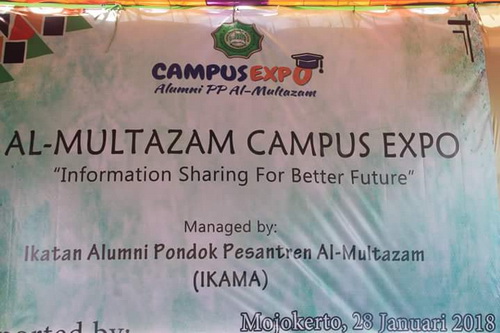 CAMPUS EXPO
Alumni PP Al-Multazam
AL-MULTAZAM CAMPUS EXPO
"Information Sharing For Better Future"
Managed by:
Ikatan Alumni Pondok Pesantren Al-Multazam
(IKAMA)
Mojokerto, 28 Januari 2018
by: